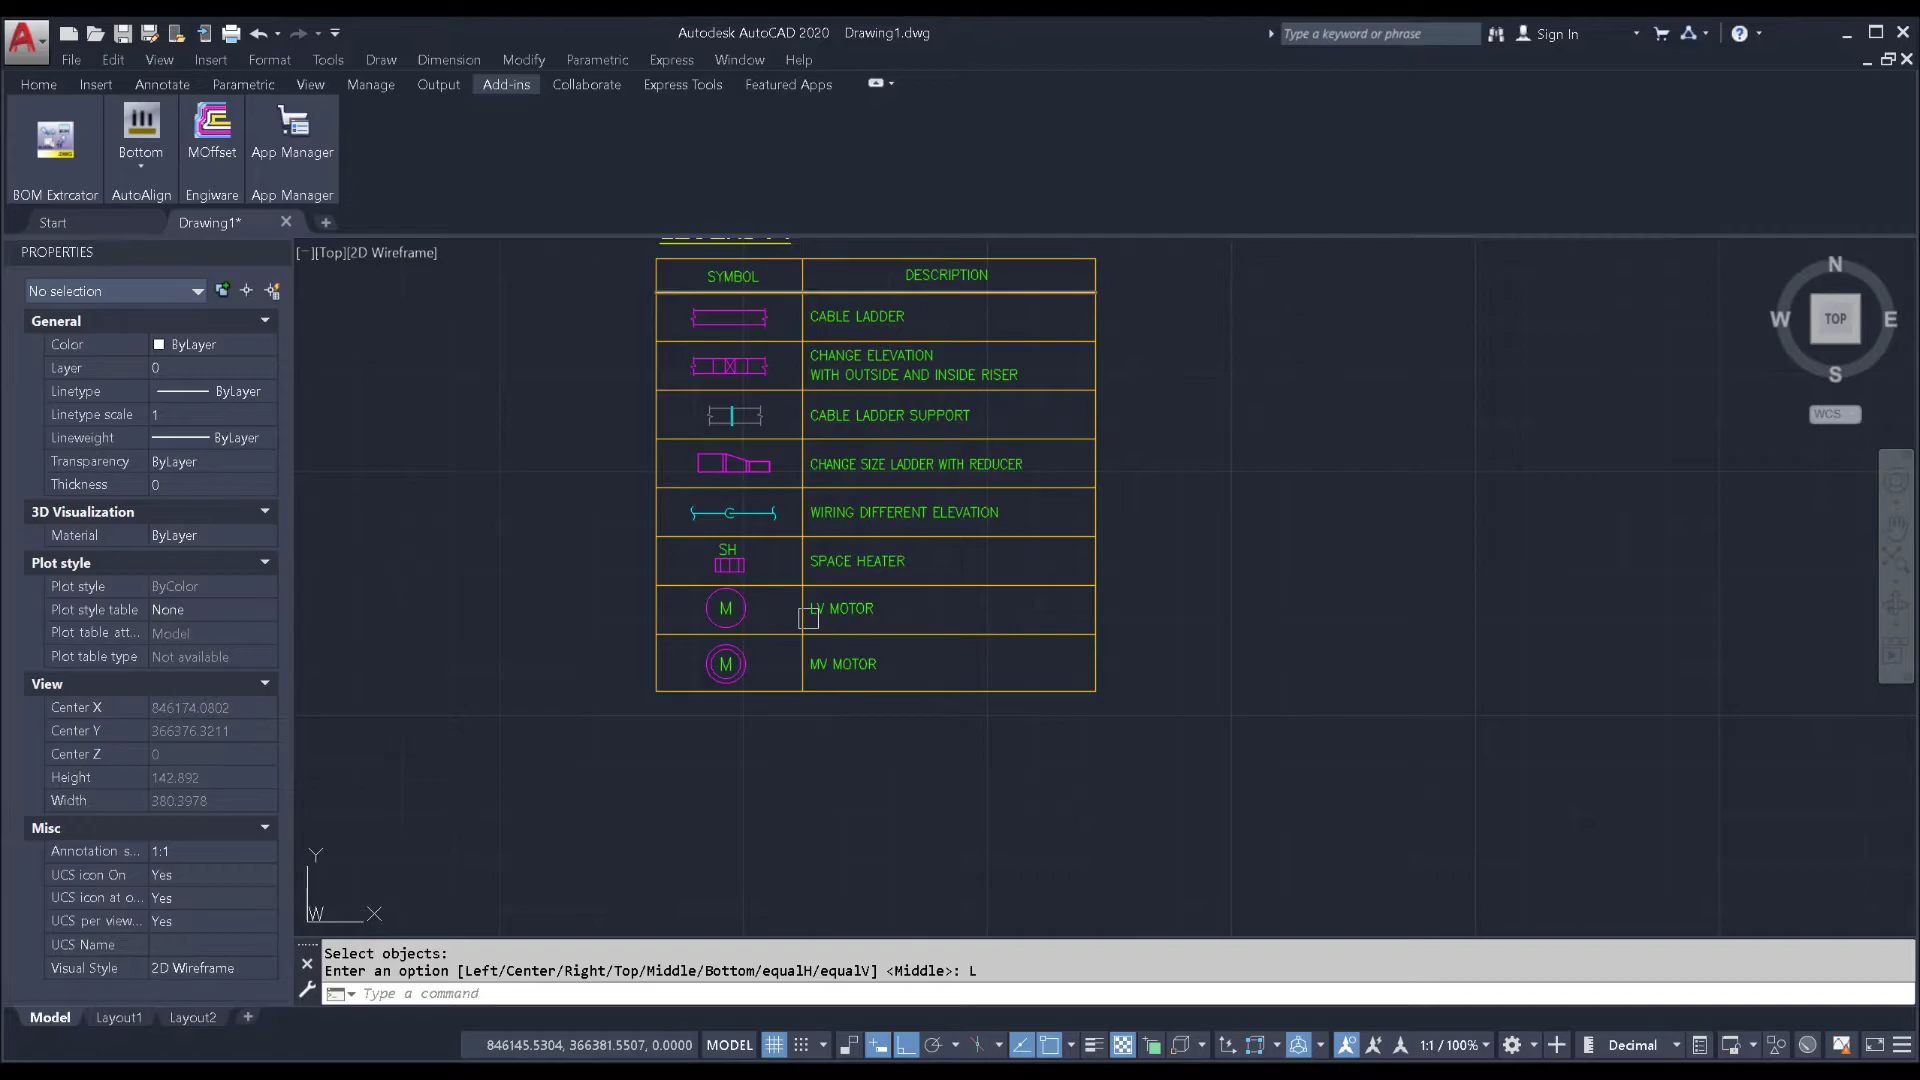 Autodesk AutoCAD 2020 Drawing1.dwg
Type a keyword or phrase
Sign In
File Edit View Insert Format Tools Draw Dimension Modify Parametric Express Window Help
Home Insert Annotate Parametric View Manage Output Add-ins Collaborate Express Tools Featured Apps
Bottom MOffset App Manager
BOM Extrcator AutoAlign Engiware App Manager
Start Drawing1*
PROPERTIES
[−][Top][2D Wireframe]
No selection
General
Color ByLayer
Layer 0
Linetype ByLayer
Linetype scale 1
Lineweight ByLayer
Transparency ByLayer
Thickness 0
3D Visualization
Material ByLayer
Plot style
Plot style ByColor
Plot style table None
Plot table att... Model
Plot table type Not available
View
Center X 846174.0802
Center Y 366376.3211
Center Z 0
Height 142.892
Width 380.3978
Misc
Annotation s... 1:1
UCS icon On Yes
UCS icon at o... Yes
UCS per view... Yes
UCS Name
Visual Style 2D Wireframe
SYMBOL DESCRIPTION
CABLE LADDER
CHANGE ELEVATION
WITH OUTSIDE AND INSIDE RISER
CABLE LADDER SUPPORT
CHANGE SIZE LADDER WITH REDUCER
WIRING DIFFERENT ELEVATION
SH
SPACE HEATER
M LV MOTOR
M MV MOTOR
N
W TOP E
S
WCS
Y
W X
Select objects:
Enter an option [Left/Center/Right/Top/Middle/Bottom/equalH/equalV] <Middle>: L
Type a command
Model Layout1 Layout2
846145.5304, 366381.5507, 0.0000 MODEL 1:1 / 100% Decimal